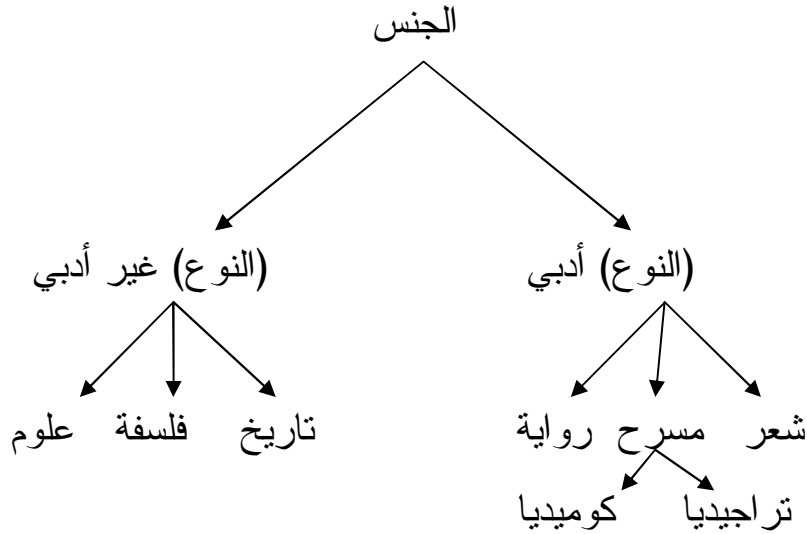 الجنس
(النوع) أدبي (النوع) غير أدبي
شعر مسرح رواية تاريخ فلسفة علوم
تراجيديا كوميديا